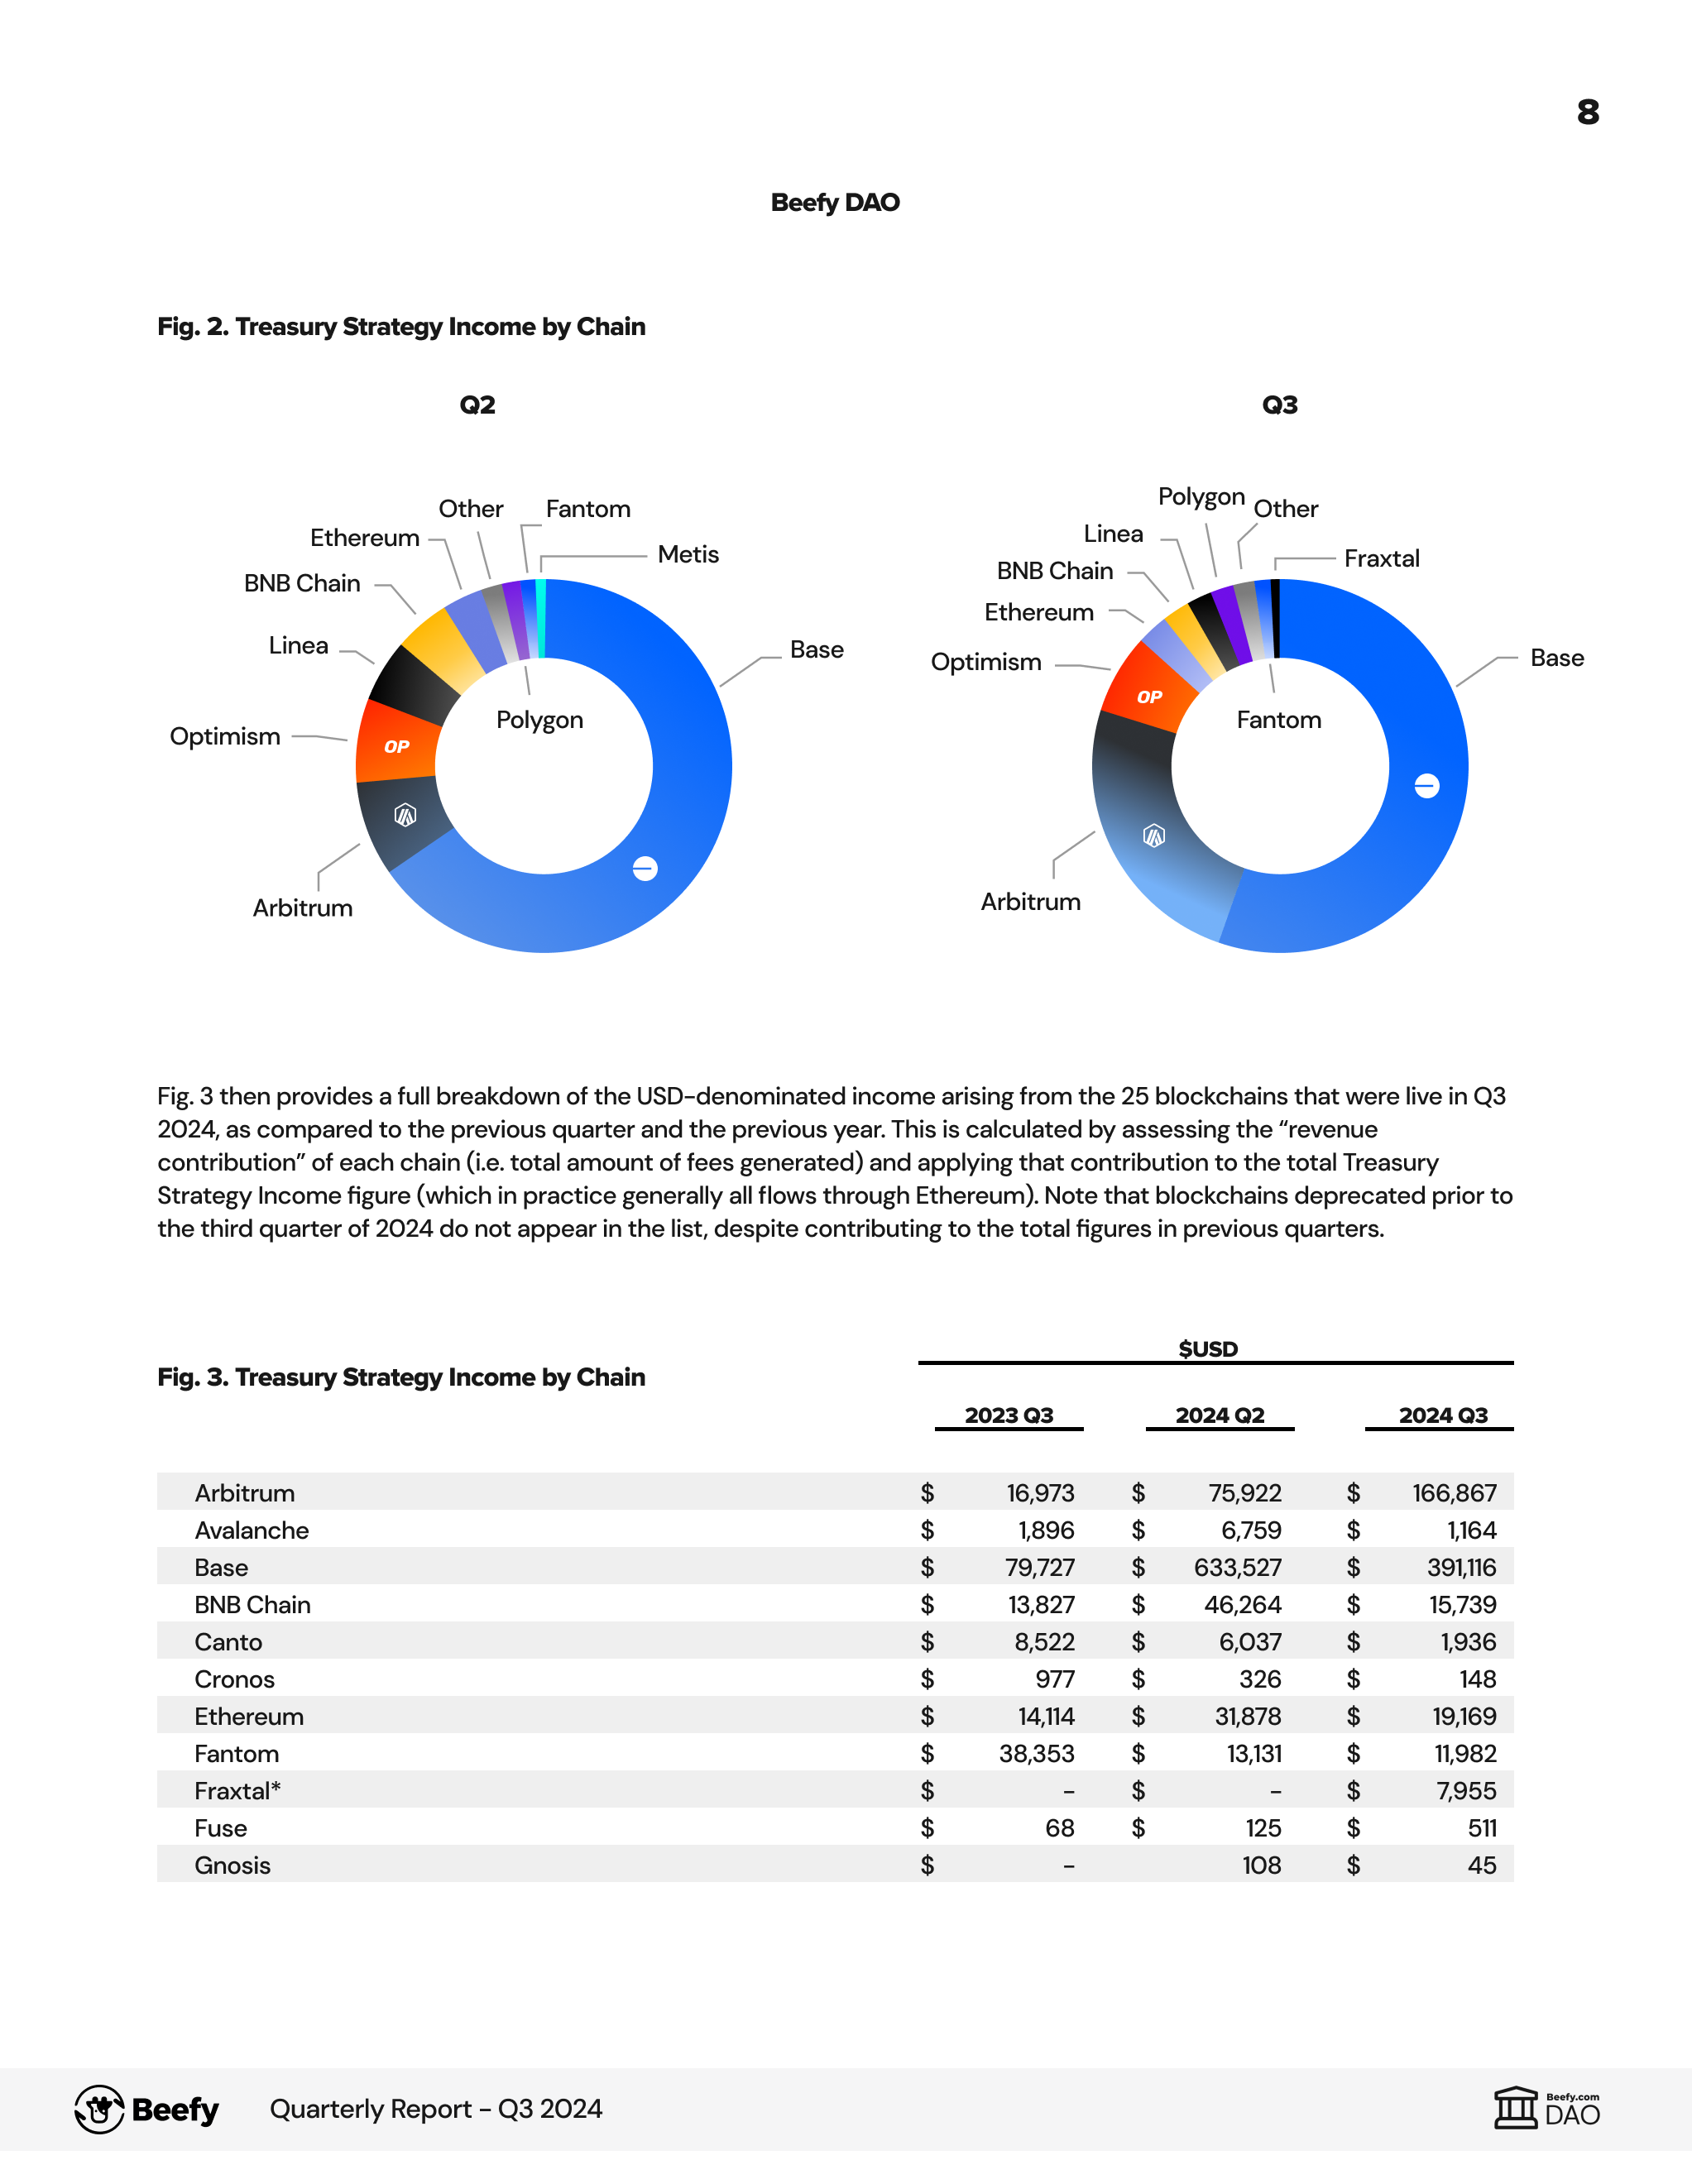 8
Beefy DAO
Fig. 2. Treasury Strategy Income by Chain
Q2
Q3
Other
Fantom
Ethereum
Metis
BNB Chain
Linea
Base
Optimism
OP
Polygon
Arbitrum
Polygon
Other
Linea
Fraxtal
BNB Chain
Ethereum
Optimism
Base
OP
Fantom
Arbitrum
Fig. 3 then provides a full breakdown of the USD-denominated income arising from the 25 blockchains that were live in Q3
2024, as compared to the previous quarter and the previous year. This is calculated by assessing the “revenue
contribution” of each chain (i.e. total amount of fees generated) and applying that contribution to the total Treasury
Strategy Income figure (which in practice generally all flows through Ethereum). Note that blockchains deprecated prior to
the third quarter of 2024 do not appear in the list, despite contributing to the total figures in previous quarters.
$USD
Fig. 3. Treasury Strategy Income by Chain
2023 Q3 2024 Q2 2024 Q3
Arbitrum $ 16,973 $ 75,922 $ 166,867
Avalanche $ 1,896 $ 6,759 $ 1,164
Base $ 79,727 $ 633,527 $ 391,116
BNB Chain $ 13,827 $ 46,264 $ 15,739
Canto $ 8,522 $ 6,037 $ 1,936
Cronos $ 977 $ 326 $ 148
Ethereum $ 14,114 $ 31,878 $ 19,169
Fantom $ 38,353 $ 13,131 $ 11,982
Fraxtal* $ – $ – $ 7,955
Fuse $ 68 $ 125 $ 511
Gnosis $ – 108 $ 45
Beefy Quarterly Report – Q3 2024
Beefy.com
DAO